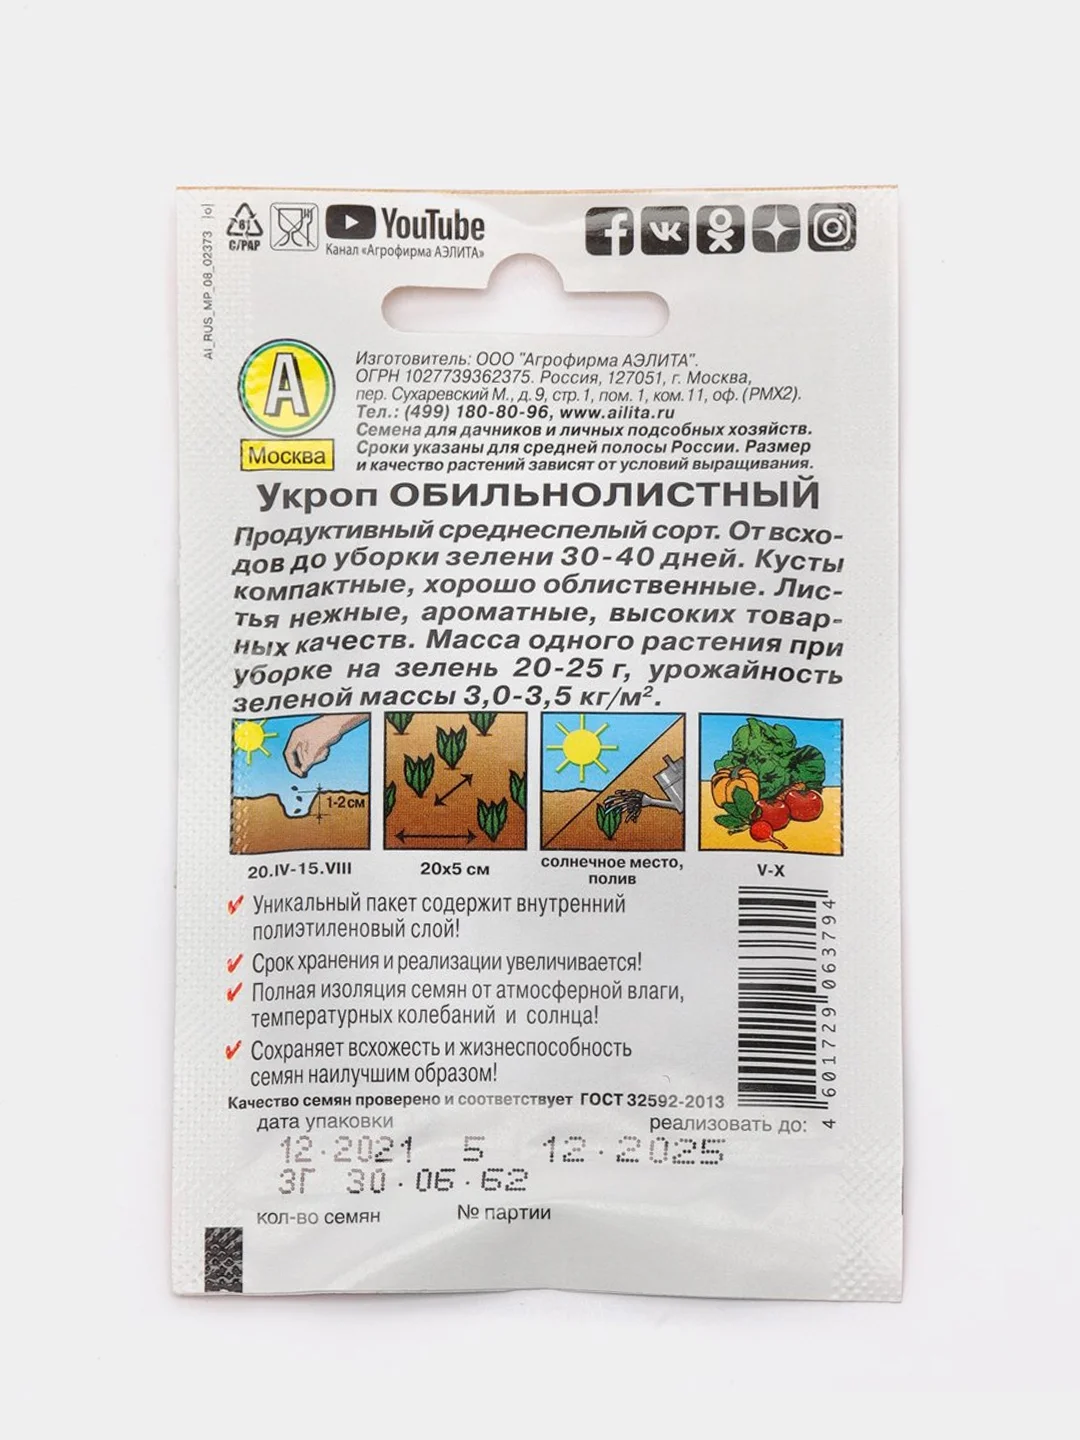 AI_RUS_MP_08_02373 |о|
81
C/PAP
YouTube
Канал «Агрофирма АЭЛИТА»
А
Москва
Изготовитель: ООО "Агрофирма АЭЛИТА".
ОГРН 1027739362375. Россия, 127051, г. Москва,
пер. Сухаревский М., д. 9, стр. 1, пом. 1, ком. 11, оф. (РМХ2).
Тел.: (499) 180-80-96, www.ailita.ru
Семена для дачников и личных подсобных хозяйств.
Сроки указаны для средней полосы России. Размер
и качество растений зависят от условий выращивания.
Укроп ОБИЛЬНОЛИСТНЫЙ
Продуктивный среднеспелый сорт. От всхо-
дов до уборки зелени 30-40 дней. Кусты
компактные, хорошо облиственные. Лис-
тья нежные, ароматные, высоких товар-
ных качеств. Масса одного растения при
уборке на зелень 20-25 г, урожайность
зеленой массы 3,0-3,5 кг/м².
1-2 см
20.IV-15.VIII
20x5 см
солнечное место,
полив
V-X
Уникальный пакет содержит внутренний
полиэтиленовый слой!
Срок хранения и реализации увеличивается!
Полная изоляция семян от атмосферной влаги,
температурных колебаний и солнца!
Сохраняет всхожесть и жизнеспособность
семян наилучшим образом!
4 601729 063794
Качество семян проверено и соответствует ГОСТ 32592-2013
дата упаковки реализовать до:
12.2021 5 12.2025
3Г 30.06.62
кол-во семян № партии